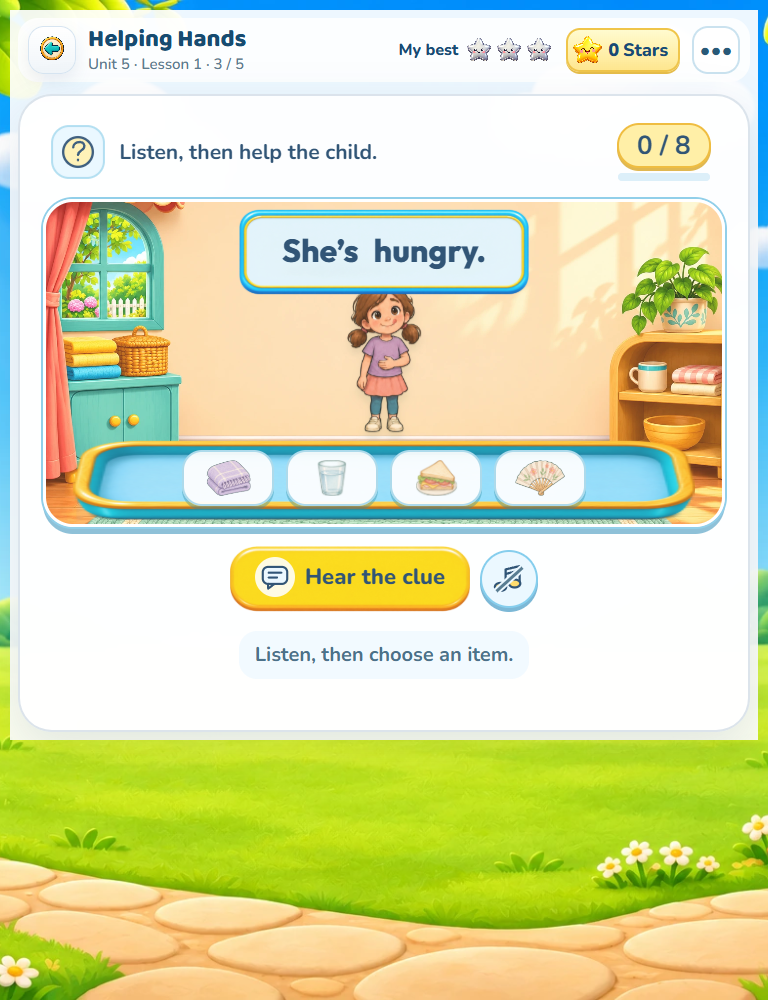 Helping Hands
Unit 5 · Lesson 1 · 3 / 5
My best
0 Stars
Listen, then help the child.
0 / 8
She's hungry.
Hear the clue
Listen, then choose an item.